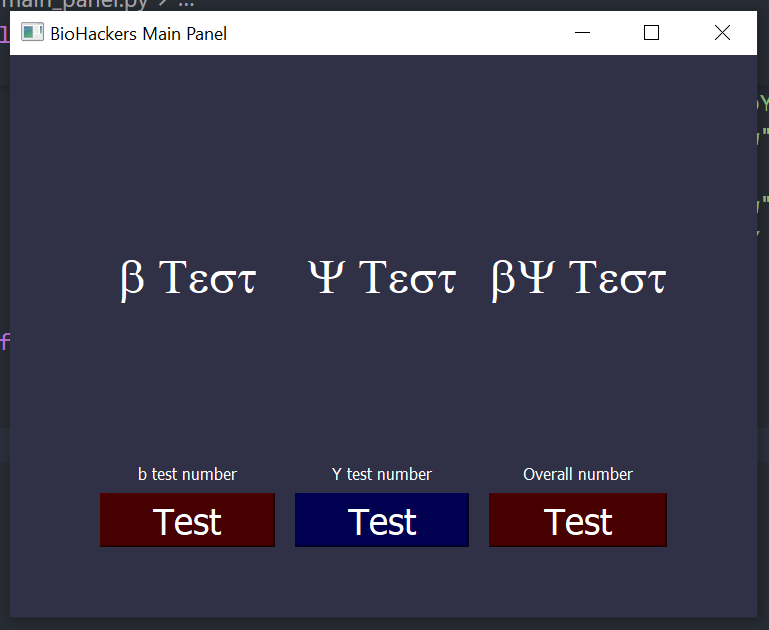 main_panel.py > ...
BioHackers Main Panel
β Τεστ Ψ Τεστ βΨ Τεστ
b test number Y test number Overall number
Test Test Test